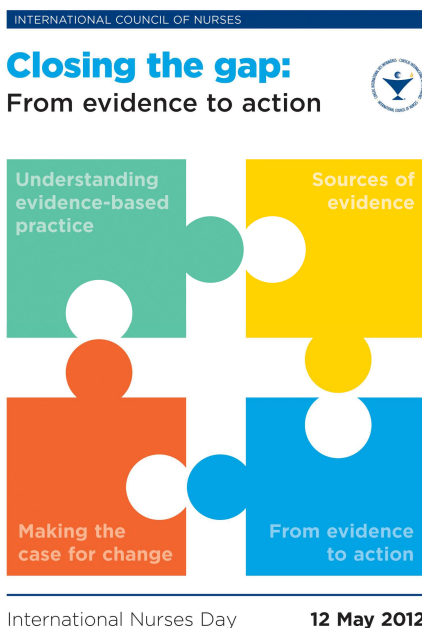 INTERNATIONAL COUNCIL OF NURSES
Closing the gap:
From evidence to action
Understanding
evidence-based
practice
Sources of
evidence
Making the
case for change
From evidence
to action
International Nurses Day
12 May 2012